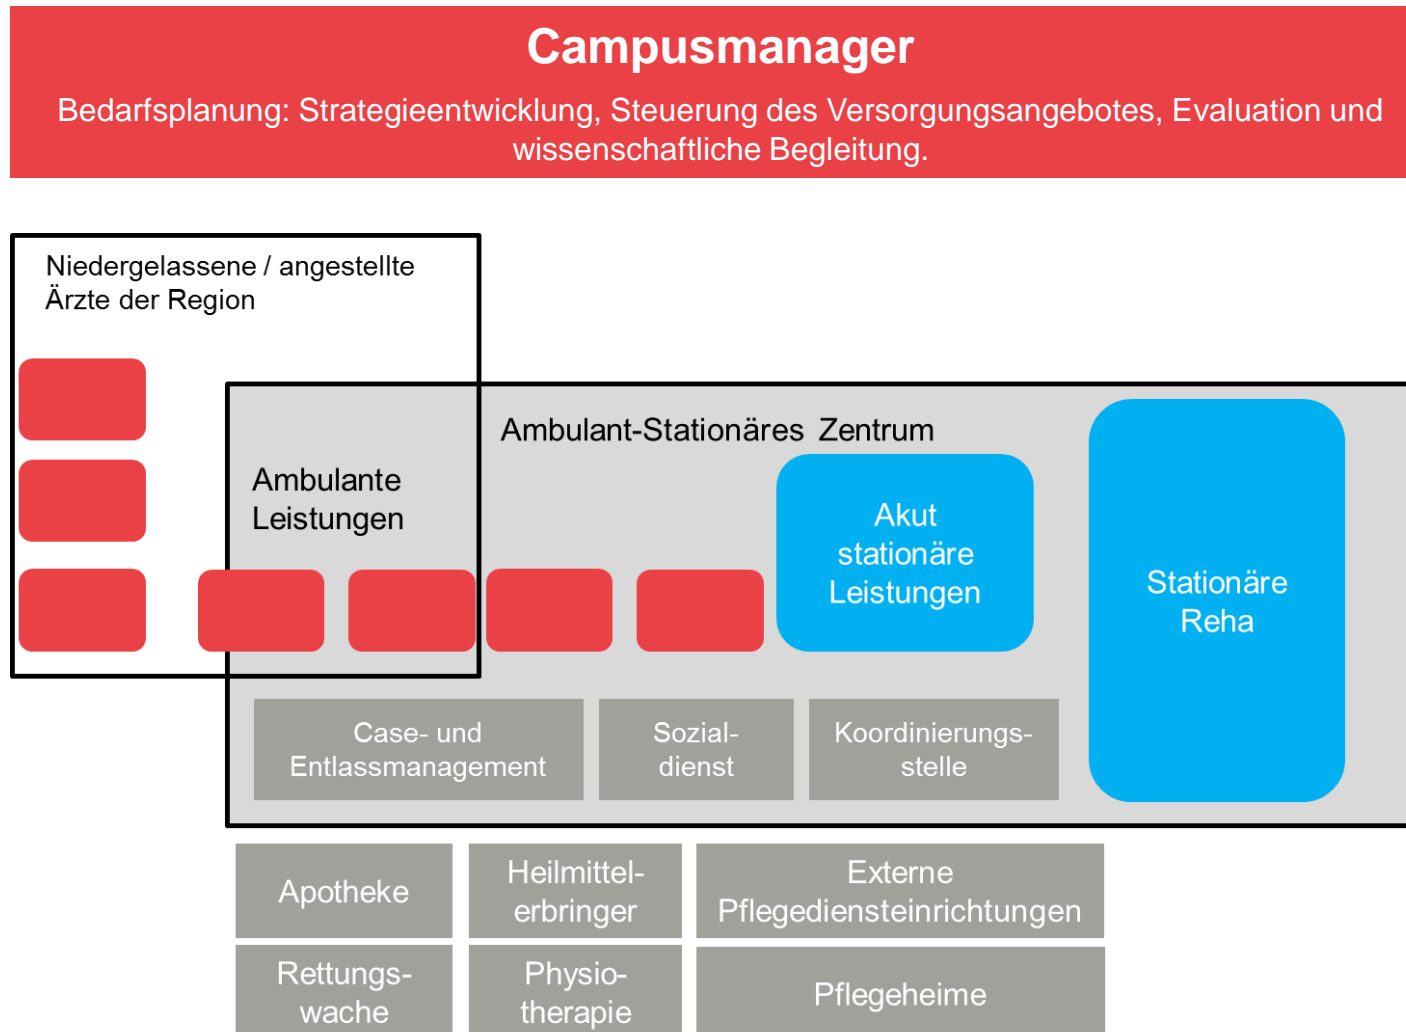 Campusmanager
Bedarfsplanung: Strategieentwicklung, Steuerung des Versorgungsangebotes, Evaluation und
wissenschaftliche Begleitung.
Niedergelassene / angestellte
Ärzte der Region
Ambulant-Stationäres Zentrum
Ambulante
Leistungen
Akut
stationäre
Leistungen
Stationäre
Reha
Case- und
Entlassmanagement
Sozial-
dienst
Koordinierungs-
stelle
Apotheke
Heilmittel-
erbringer
Externe
Pflegediensteinrichtungen
Rettungs-
wache
Physio-
therapie
Pflegeheime